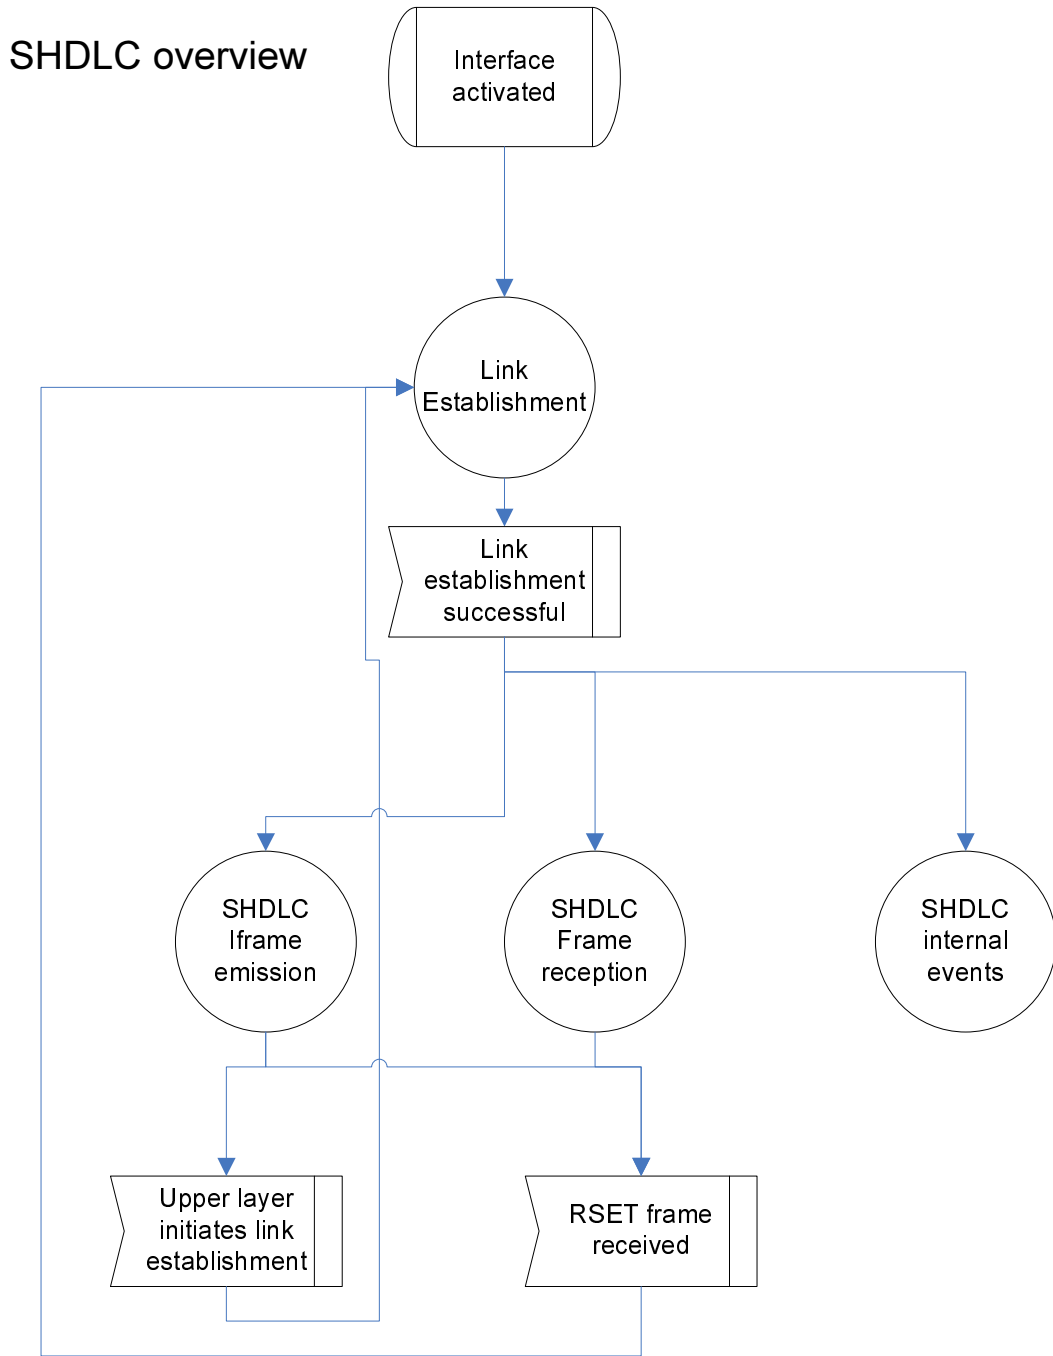 SHDLC overview
Interface
activated
Link
Establishment
Link
establishment
successful
SHDLC
Iframe
emission
SHDLC
Frame
reception
SHDLC
internal
events
Upper layer
initiates link
establishment
RSET frame
received